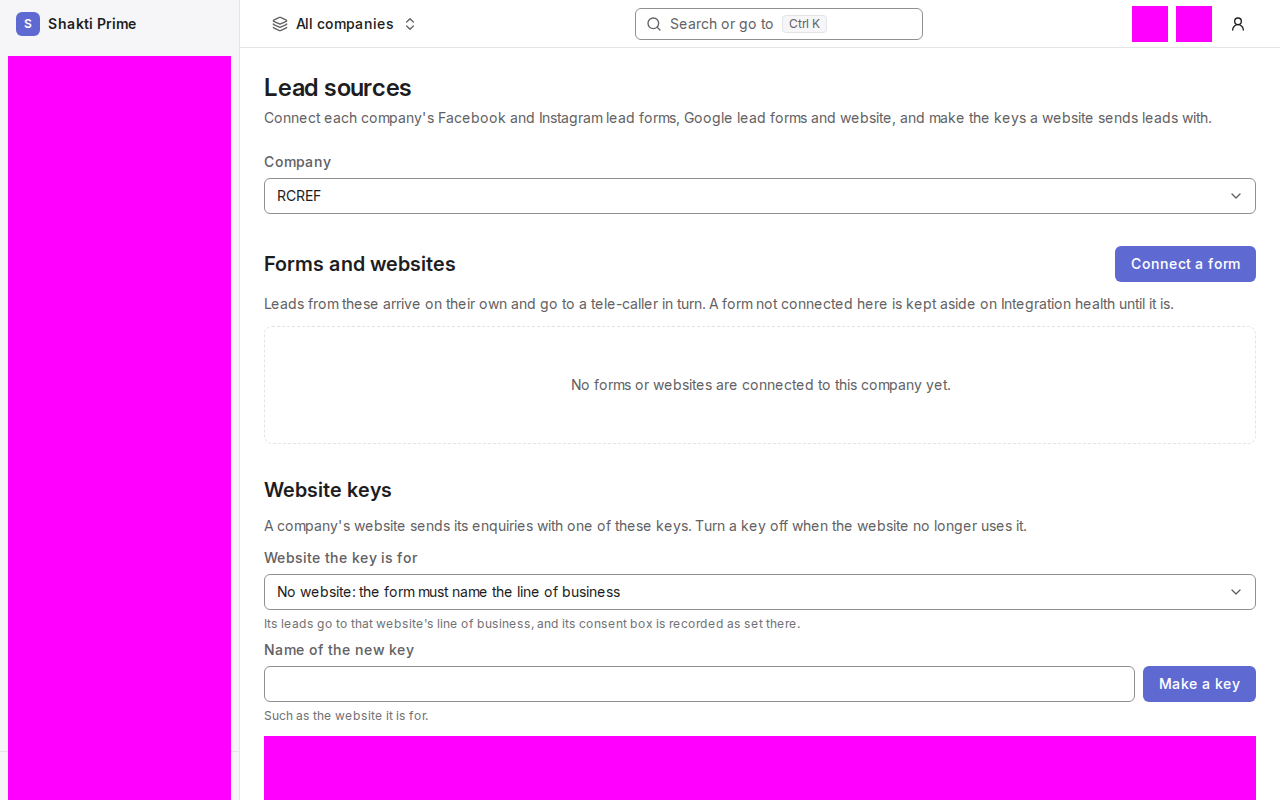 S Shakti Prime
All companies
Search or go to Ctrl K
Lead sources
Connect each company's Facebook and Instagram lead forms, Google lead forms and website, and make the keys a website sends leads with.
Company
RCREF
Forms and websites
Connect a form
Leads from these arrive on their own and go to a tele-caller in turn. A form not connected here is kept aside on Integration health until it is.
No forms or websites are connected to this company yet.
Website keys
A company's website sends its enquiries with one of these keys. Turn a key off when the website no longer uses it.
Website the key is for
No website: the form must name the line of business
Its leads go to that website's line of business, and its consent box is recorded as set there.
Name of the new key
Make a key
Such as the website it is for.